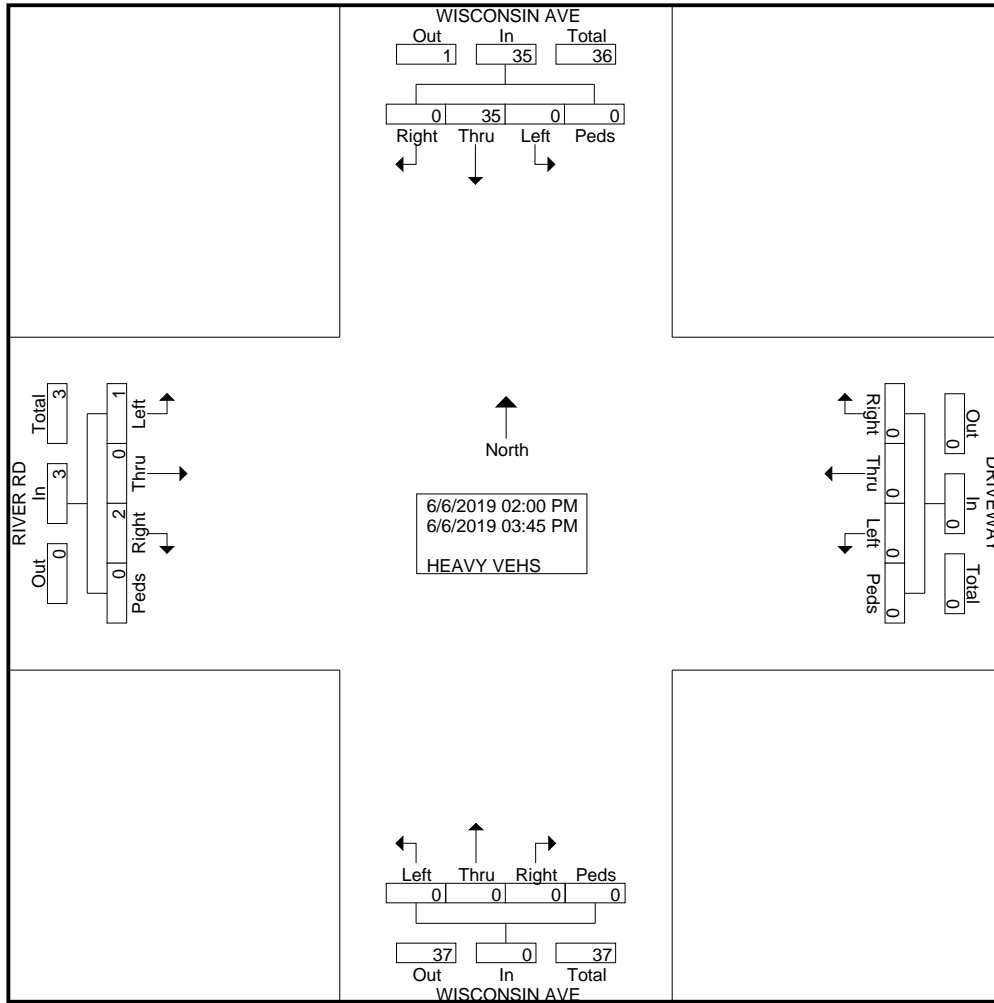 WISCONSIN AVE
Out In Total
1 35 36
0 35 0 0
Right Thru Left Peds
RIVER RD
Total In Out
3 3 0
1 0 2 0
Left Thru Right Peds
North
6/6/2019 02:00 PM
6/6/2019 03:45 PM
HEAVY VEHS
Right Thru Left Peds
0 0 0 0
Out In Total
0 0 0
DRIVEWAY
Left Thru Right Peds
0 0 0 0
37 0 37
Out In Total
WISCONSIN AVE